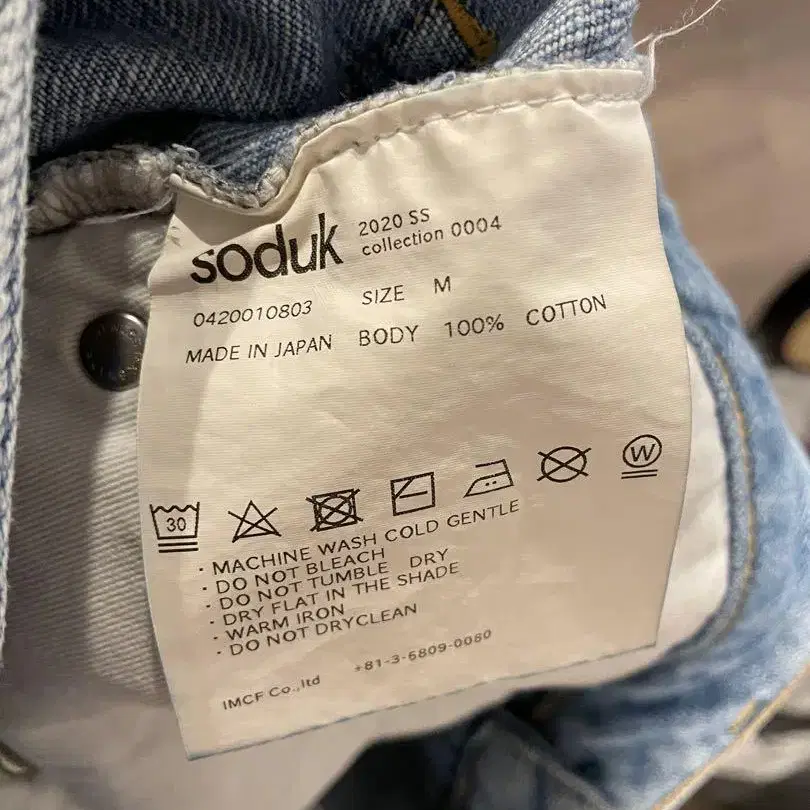 soduk
2020 SS
collection 0004
0420010803 SIZE M
MADE IN JAPAN BODY 100% COTTON
30
W
· MACHINE WASH COLD GENTLE
· DO NOT BLEACH
· DO NOT TUMBLE DRY
· DRY FLAT IN THE SHADE
· WARM IRON
· DO NOT DRYCLEAN
IMCF Co.,ltd +81-3-6809-0080